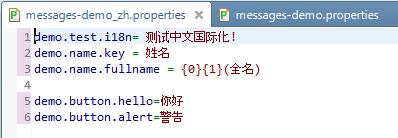 messages-demo_zh.properties messages-demo.properties
1 demo.test.i18n= 测试中文国际化!
2 demo.name.key = 姓名
3 demo.name.fullname = {0}{1}(全名)
4
5 demo.button.hello=你好
6 demo.button.alert=警告